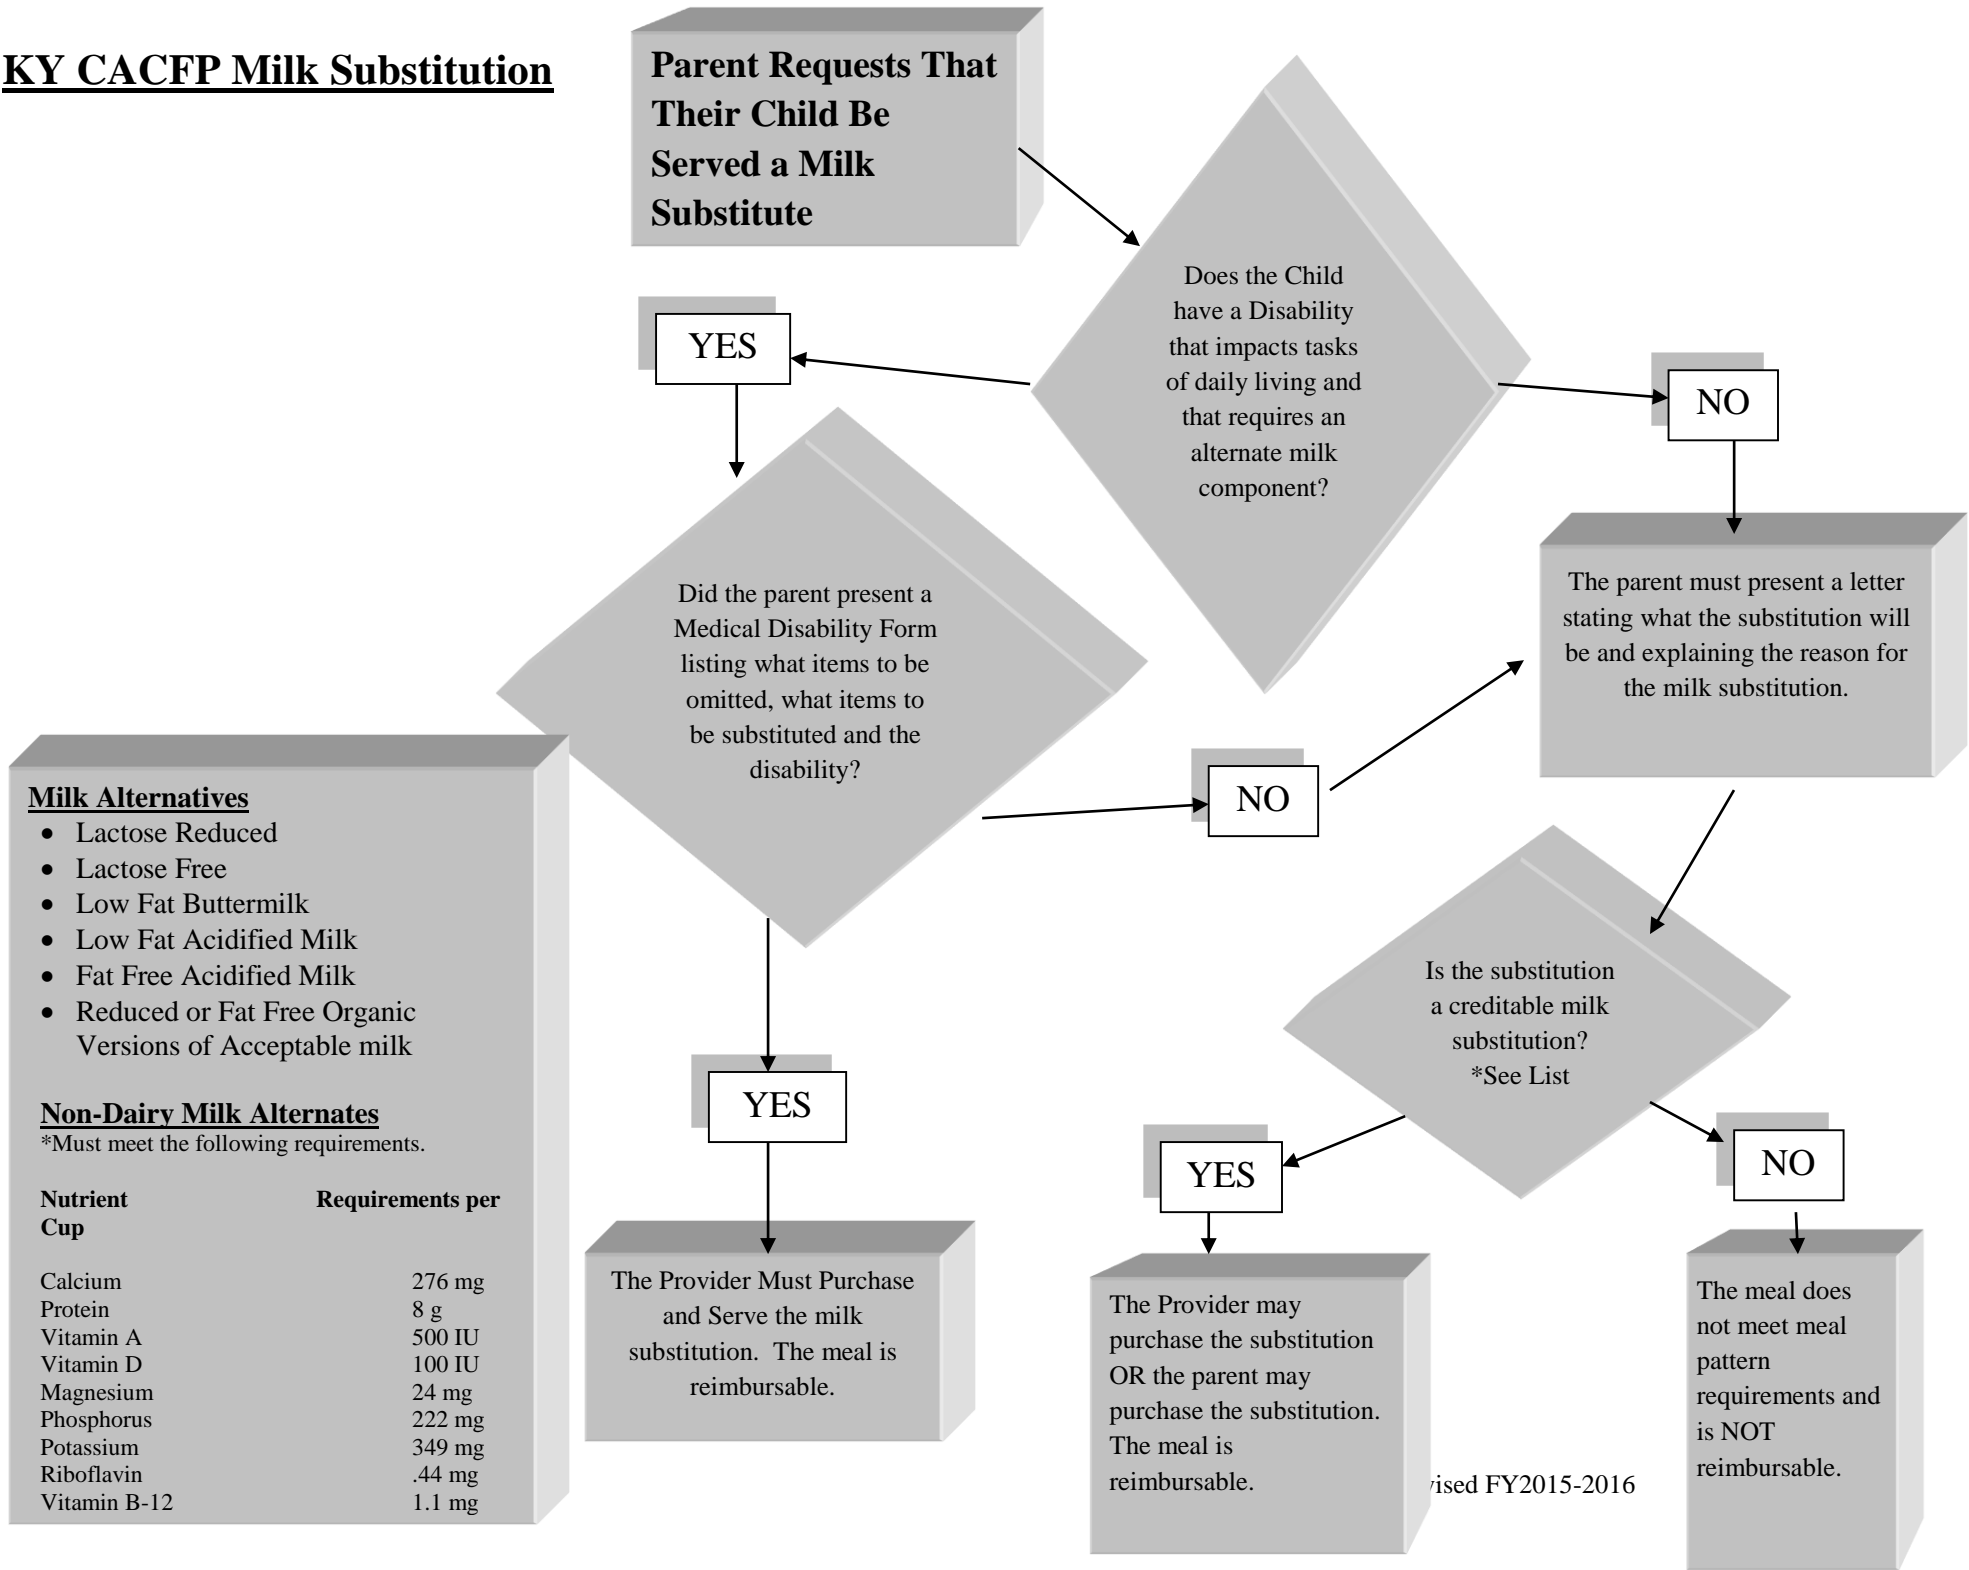 KY CACFP Milk Substitution
Parent Requests That
Their Child Be
Served a Milk
Substitute
Does the Child
have a Disability
that impacts tasks
of daily living and
that requires an
alternate milk
component?
YES
NO
Did the parent present a
Medical Disability Form
listing what items to be
omitted, what items to
be substituted and the
disability?
The parent must present a letter
stating what the substitution will
be and explaining the reason for
the milk substitution.
NO
Milk Alternatives
• Lactose Reduced
• Lactose Free
• Low Fat Buttermilk
• Low Fat Acidified Milk
• Fat Free Acidified Milk
• Reduced or Fat Free Organic
Versions of Acceptable milk
Non-Dairy Milk Alternates
*Must meet the following requirements.
Nutrient Requirements per
Cup
Calcium 276 mg
Protein 8 g
Vitamin A 500 IU
Vitamin D 100 IU
Magnesium 24 mg
Phosphorus 222 mg
Potassium 349 mg
Riboflavin .44 mg
Vitamin B-12 1.1 mg
Is the substitution
a creditable milk
substitution?
*See List
YES
YES
NO
The Provider Must Purchase
and Serve the milk
substitution. The meal is
reimbursable.
The Provider may
purchase the substitution
OR the parent may
purchase the substitution.
The meal is
reimbursable.
The meal does
not meet meal
pattern
requirements and
is NOT
reimbursable.
FY2015-2016